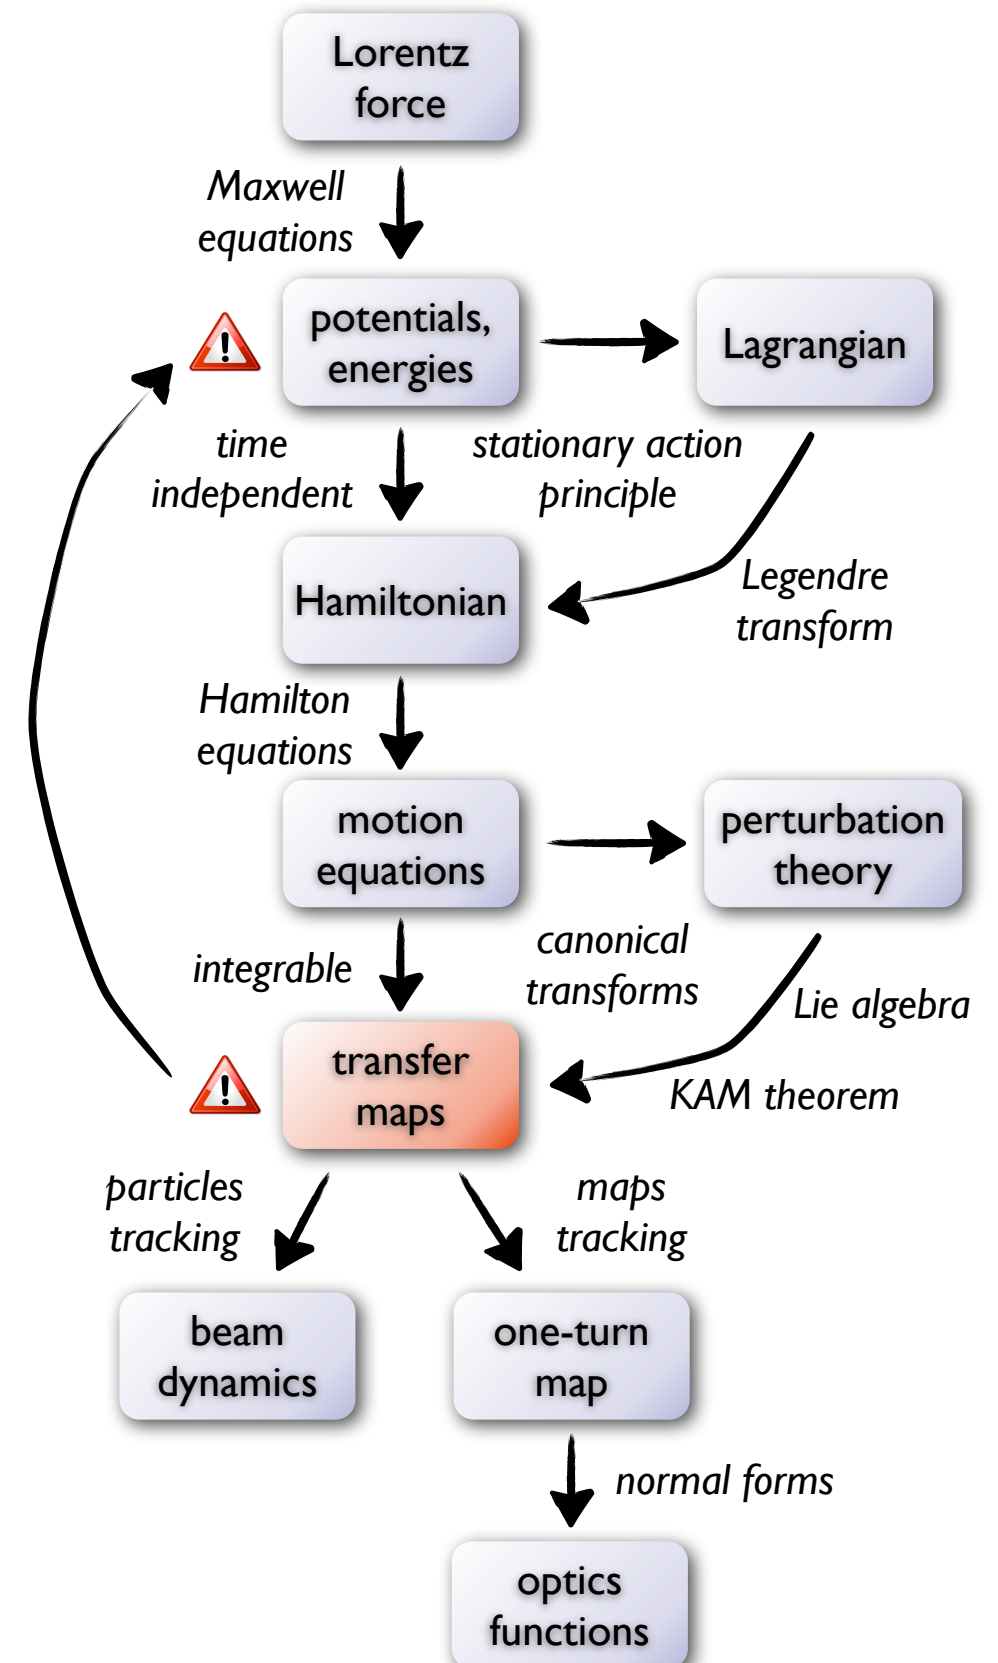 Lorentz
force
Maxwell
equations
potentials,
energies
Lagrangian
time
independent
stationary action
principle
Hamiltonian
Legendre
transform
Hamilton
equations
motion
equations
perturbation
theory
integrable
canonical
transforms
Lie algebra
transfer
maps
KAM theorem
particles
tracking
maps
tracking
beam
dynamics
one-turn
map
normal forms
optics
functions